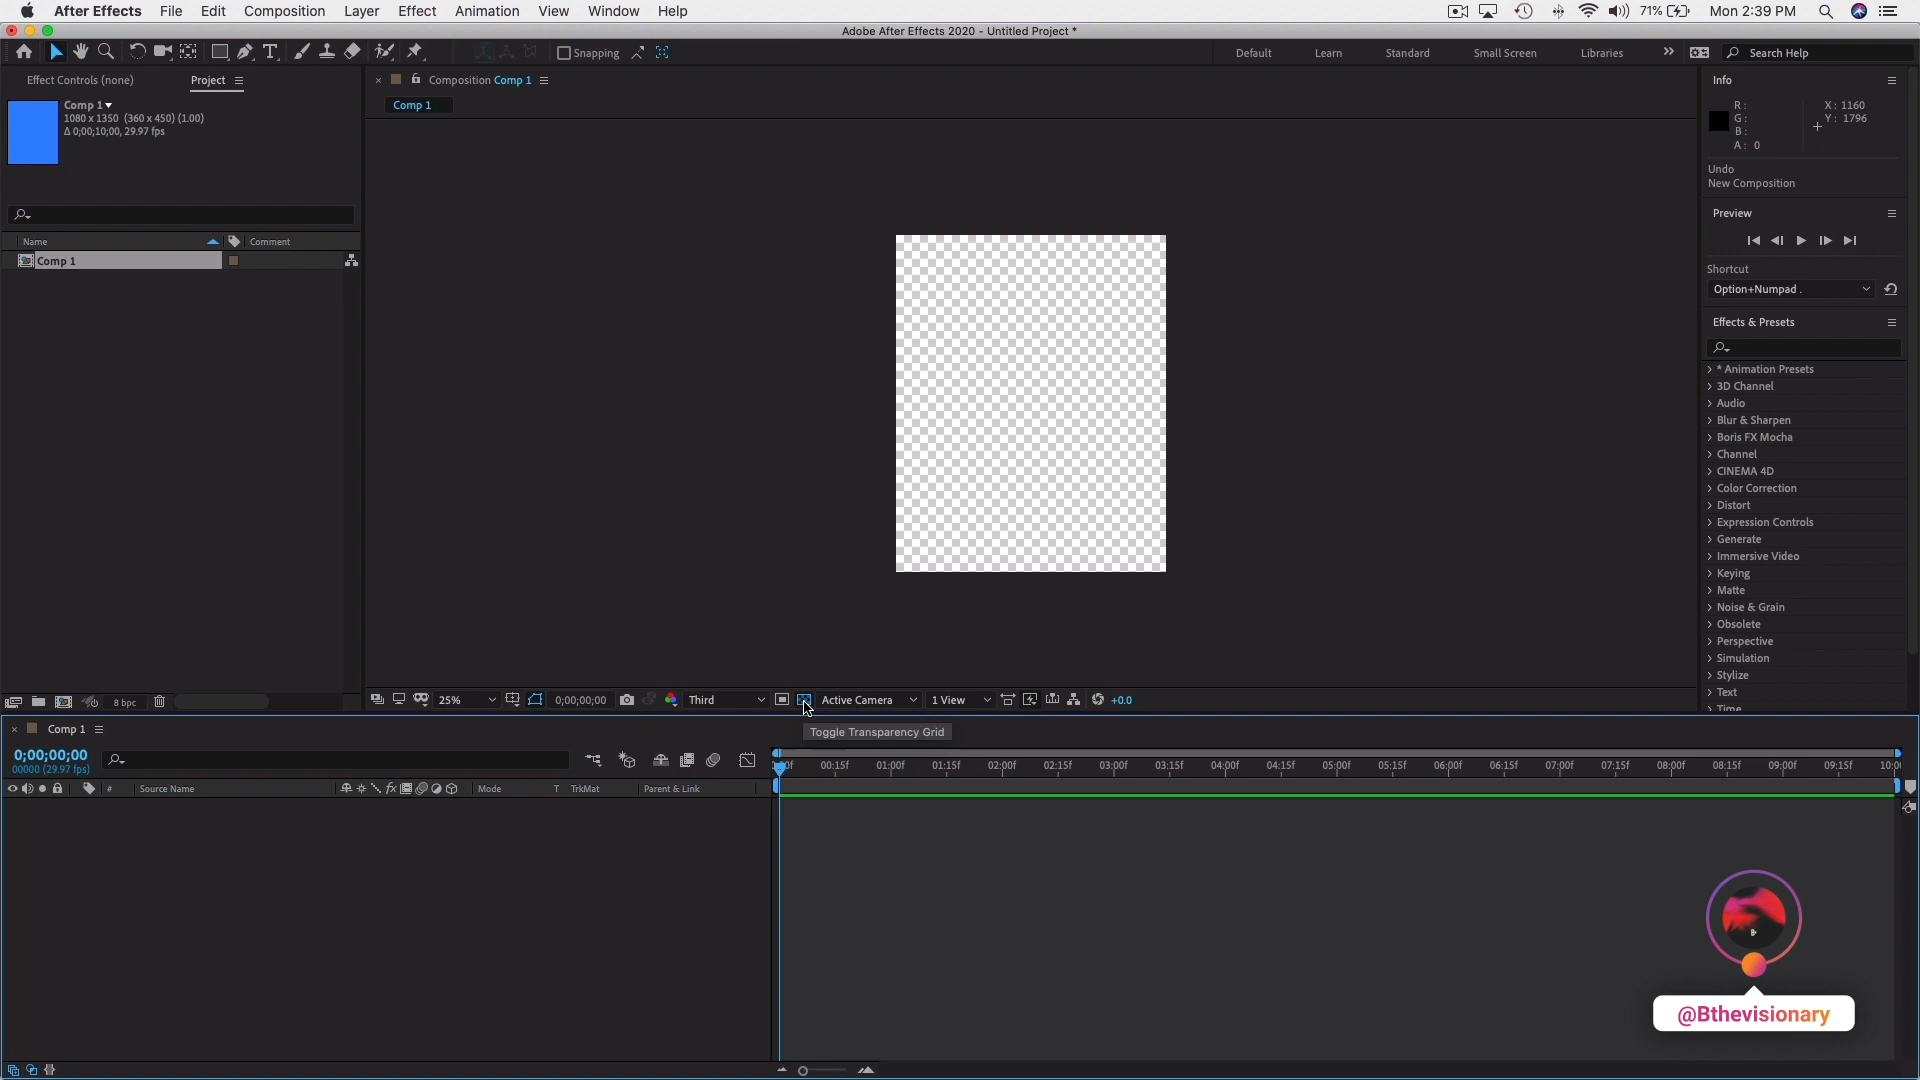 After Effects File Edit Composition Layer Effect Animation View Window Help 71% Mon 2:39 PM
Adobe After Effects 2020 - Untitled Project *
Snapping Default Learn Standard Small Screen Libraries Search Help
Effect Controls (none) Project
Comp 1
1080 x 1350 (360 x 450) (1.00)
Δ 0;00;10;00, 29.97 fps
Name Comment
Comp 1
8 bpc
Composition Comp 1
Comp 1
25% 0;00;00;00 Third Active Camera 1 View +0.0
Toggle Transparency Grid
Info
R: X: 1160
G: Y: 1796
B:
A: 0
Undo
New Composition
Preview
Shortcut
Option+Numpad .
Effects & Presets
* Animation Presets
3D Channel
Audio
Blur & Sharpen
Boris FX Mocha
Channel
CINEMA 4D
Color Correction
Distort
Expression Controls
Generate
Immersive Video
Keying
Matte
Noise & Grain
Obsolete
Perspective
Simulation
Stylize
Text
Time
Comp 1
0;00;00;00
00000 (29.97 fps)
00:15f 01:00f 01:15f 02:00f 02:15f 03:00f 03:15f 04:00f 04:15f 05:00f 05:15f 06:00f 06:15f 07:00f 07:15f 08:00f 08:15f 09:00f 09:15f
# Source Name fx Mode T TrkMat Parent & Link
@Bthevisionary